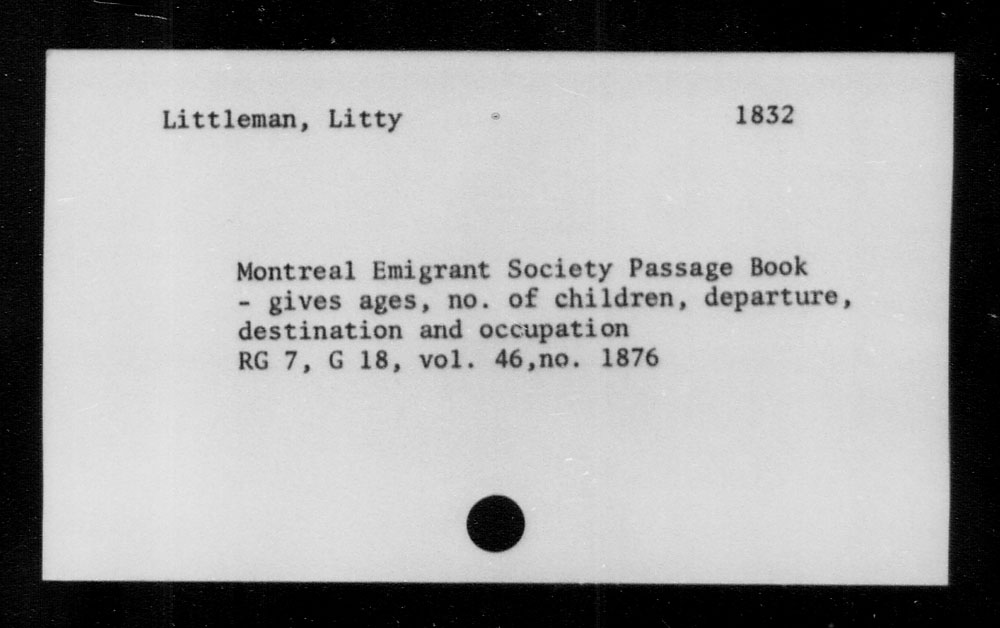 Littleman, Litty 1832
Montreal Emigrant Society Passage Book
- gives ages, no. of children, departure,
destination and occupation
RG 7, G 18, vol. 46,no. 1876